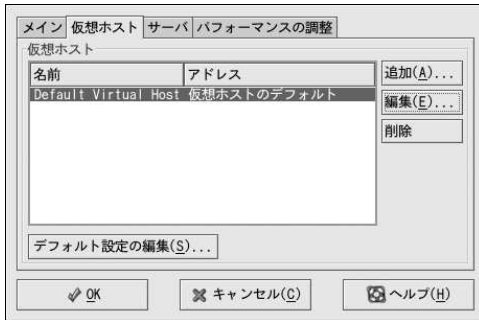 メイン 仮想ホスト サーバ パフォーマンスの調整
仮想ホスト
名前 アドレス
Default Virtual Host 仮想ホストのデフォルト
追加(A)...
編集(E)...
削除
デフォルト設定の編集(S)...
OK キャンセル(C) ヘルプ(H)